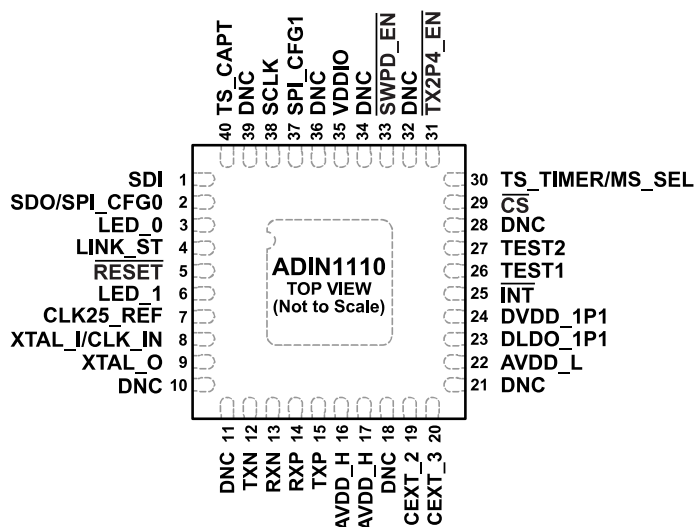 40 TS_CAPT
39 DNC
38 SCLK
37 SPI_CFG1
36 DNC
35 VDDIO
34 DNC
33 SWPD_EN
32 DNC
31 TX2P4_EN
SDI 1
SDO/SPI_CFG0 2
LED_0 3
LINK_ST 4
RESET 5
LED_1 6
CLK25_REF 7
XTAL_I/CLK_IN 8
XTAL_O 9
DNC 10
ADIN1110
TOP VIEW
(Not to Scale)
30 TS_TIMER/MS_SEL
29 CS
28 DNC
27 TEST2
26 TEST1
25 INT
24 DVDD_1P1
23 DLDO_1P1
22 AVDD_L
21 DNC
DNC 11
TXN 12
RXN 13
RXP 14
TXP 15
AVDD_H 16
AVDD_H 17
DNC 18
CEXT_2 19
CEXT_3 20